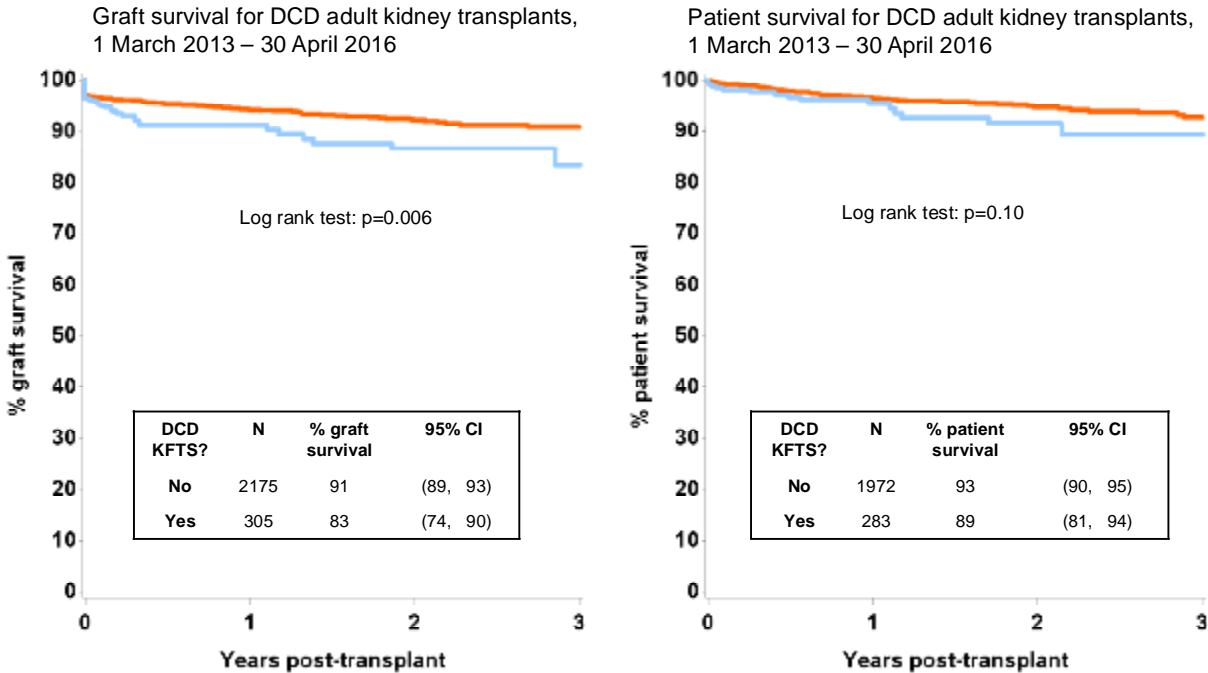 Graft survival for DCD adult kidney transplants,
1 March 2013 – 30 April 2016
100
90
80
70
60
50
40
30
20
10
0
% graft survival
Log rank test: p=0.006
DCD KFTS? N % graft survival 95% CI
No 2175 91 (89, 93)
Yes 305 83 (74, 90)
0 1 2 3
Years post-transplant
Patient survival for DCD adult kidney transplants,
1 March 2013 – 30 April 2016
100
90
80
70
60
50
40
30
20
10
0
% patient survival
Log rank test: p=0.10
DCD KFTS? N % patient survival 95% CI
No 1972 93 (90, 95)
Yes 283 89 (81, 94)
0 1 2 3
Years post-transplant